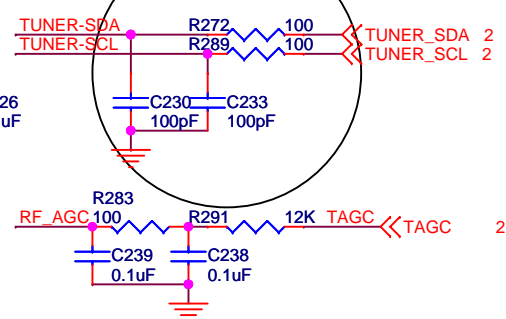 TUNER-SDA R272 100 TUNER_SDA 2
TUNER-SCL R289 100 TUNER_SCL 2
26 C230 C233
uF 100pF 100pF
R283
RF_AGC 100 R291 12K TAGC TAGC 2
C239 C238
0.1uF 0.1uF